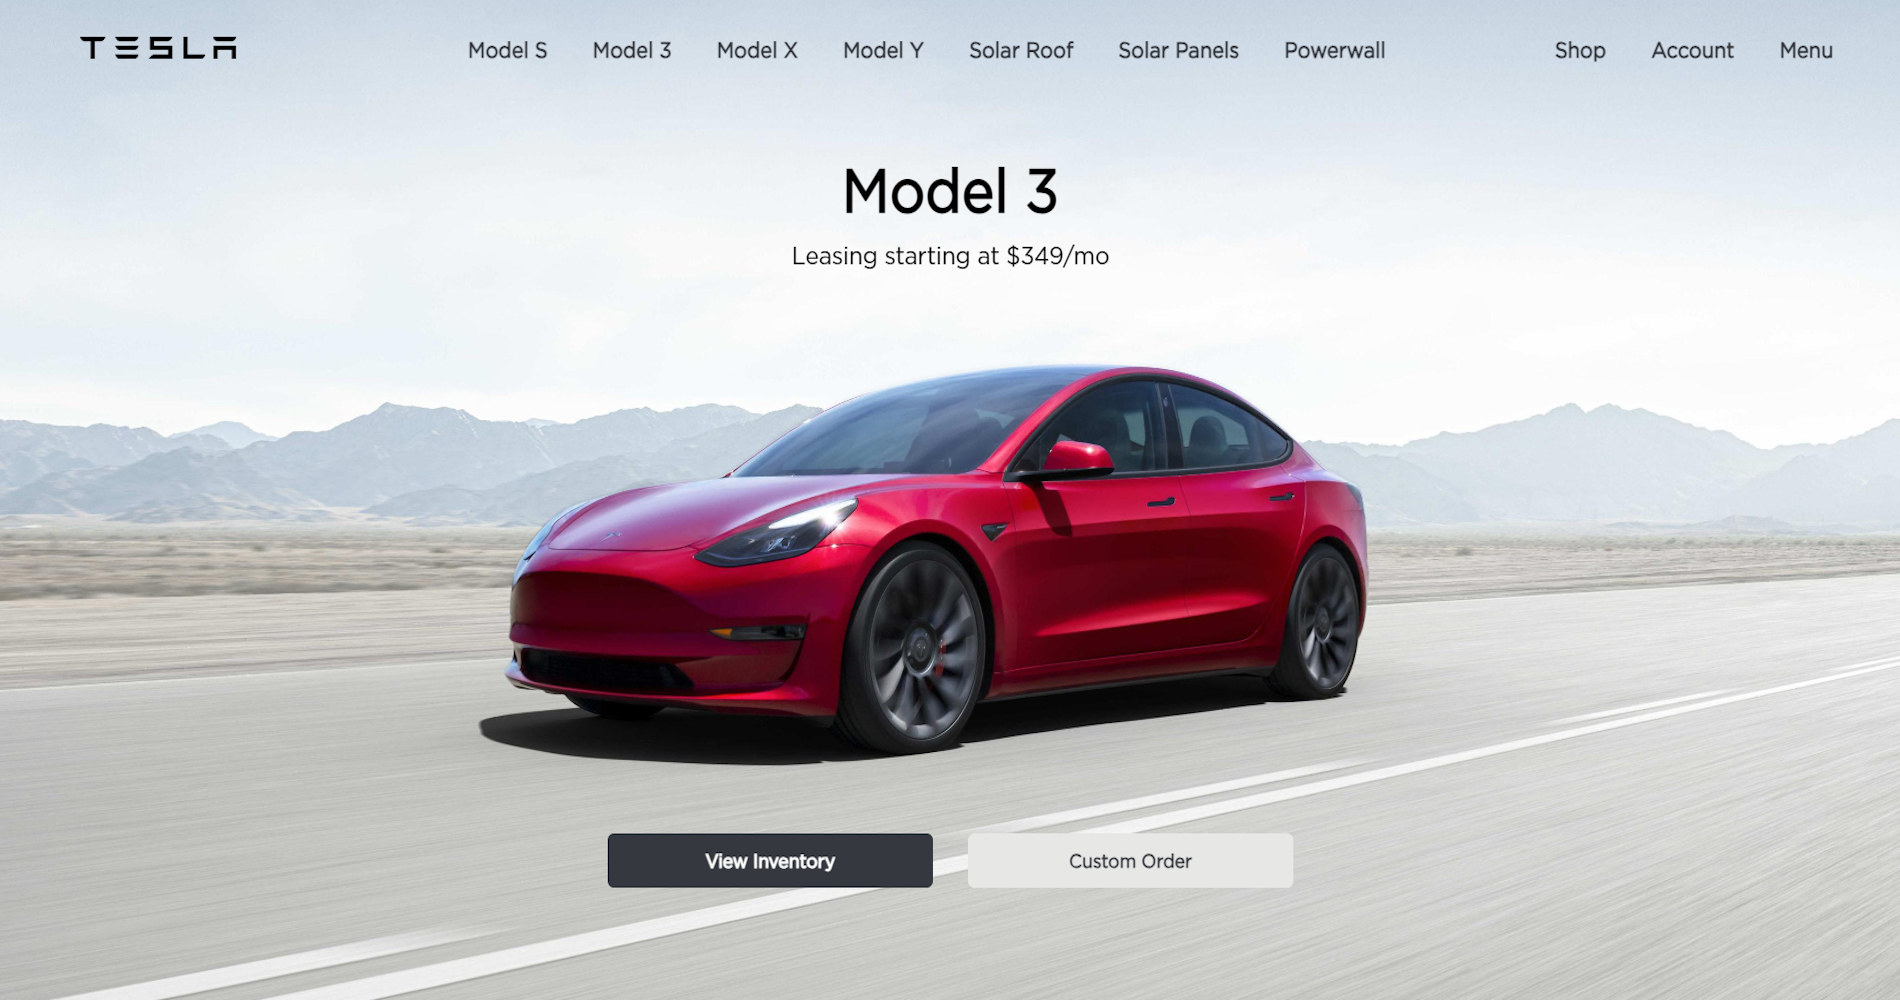 TESLA Model S Model 3 Model X Model Y Solar Roof Solar Panels Powerwall Shop Account Menu
Model 3
Leasing starting at $349/mo
View Inventory Custom Order